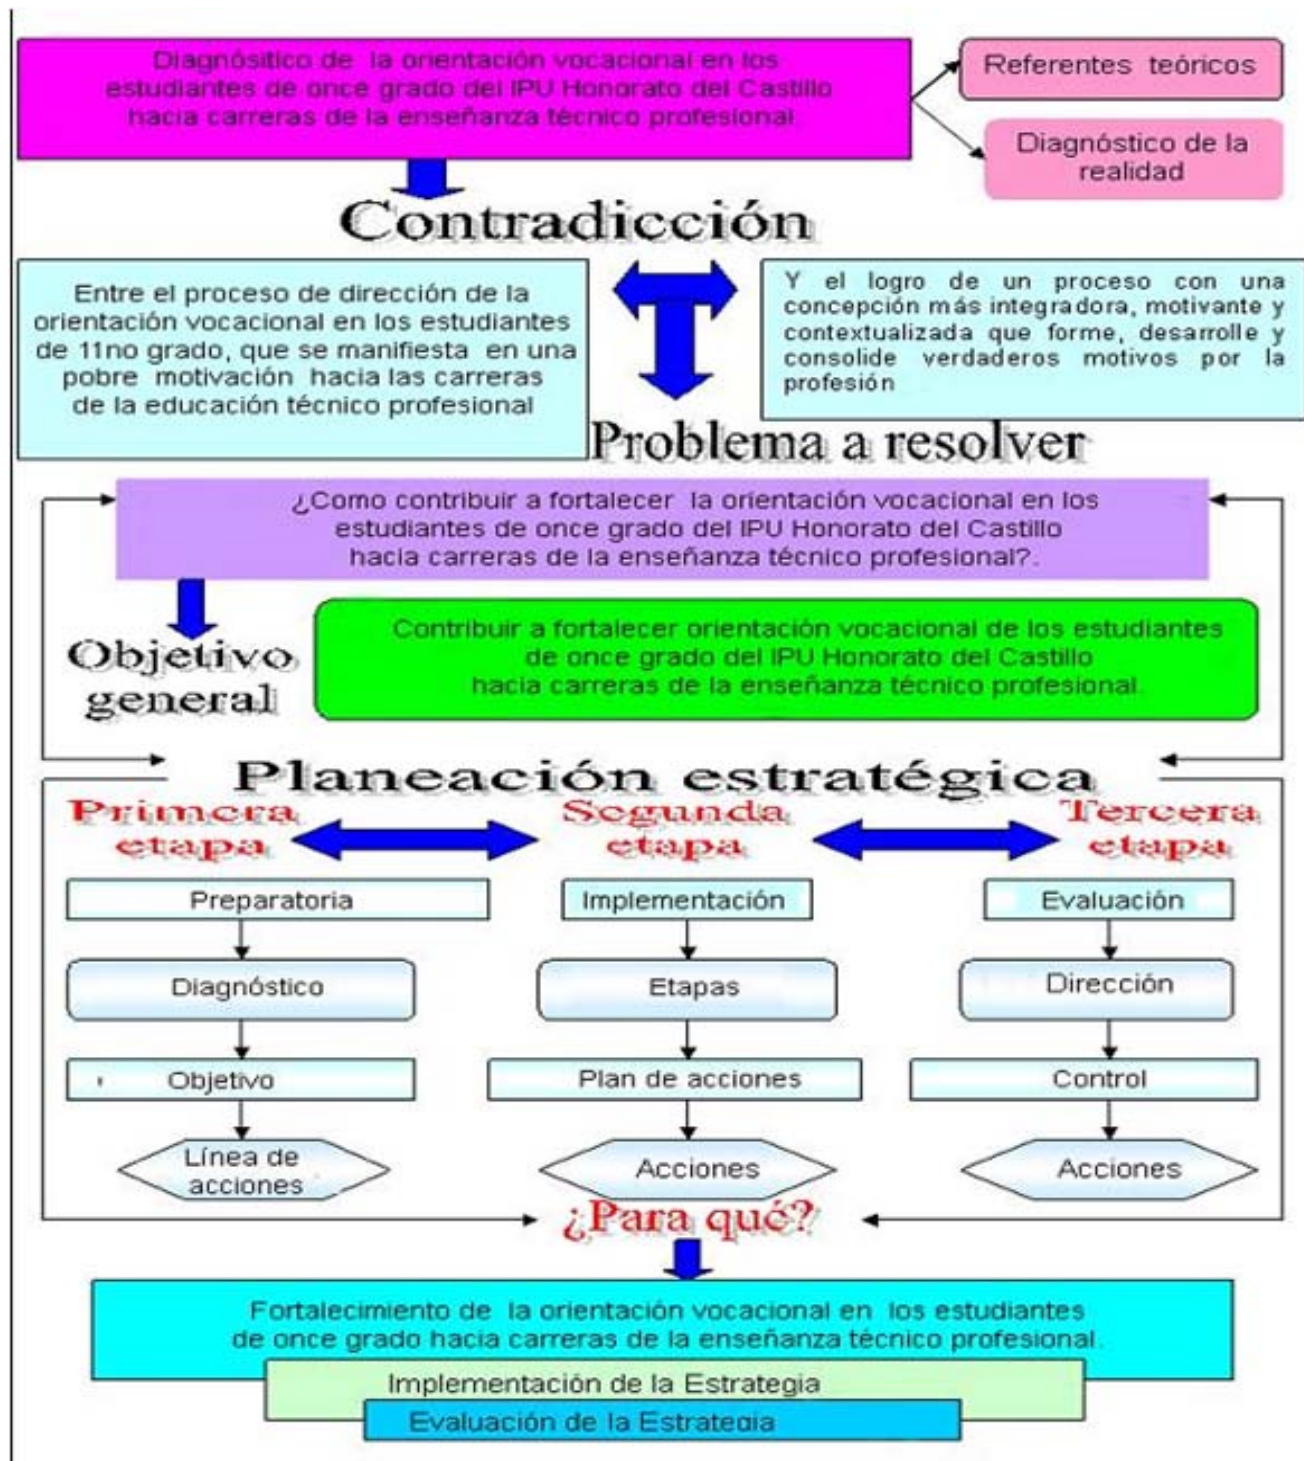 Diagnósitico de la orientación vocacional en los
estudiantes de once grado del IPU Honorato del Castillo
hacia carreras de la enseñanza técnico profesional.
Referentes teóricos
Diagnóstico de la
realidad
Contradicción
Entre el proceso de dirección de la
orientación vocacional en los estudiantes
de 11no grado, que se manifiesta en una
pobre motivación hacia las carreras
de la educación técnico profesional
Y el logro de un proceso con una
concepción más integradora, motivante y
contextualizada que forme, desarrolle y
consolide verdaderos motivos por la
profesión
Problema a resolver
¿Como contribuir a fortalecer la orientación vocacional en los
estudiantes de once grado del IPU Honorato del Castillo
hacia carreras de la enseñanza técnico profesional?.
Objetivo
general
Contribuir a fortalecer orientación vocacional de los estudiantes
de once grado del IPU Honorato del Castillo
hacia carreras de la enseñanza técnico profesional.
Planeación estratégica
Primera
etapa
Segunda
etapa
Tercera
etapa
Preparatoria
Implementación
Evaluación
Diagnóstico
Etapas
Dirección
Objetivo
Plan de acciones
Control
Línea de
acciones
Acciones
Acciones
¿Para qué?
Fortalecimiento de la orientación vocacional en los estudiantes
de once grado hacia carreras de la enseñanza técnico profesional.
Implementación de la Estrategia
Evaluación de la Estrategia